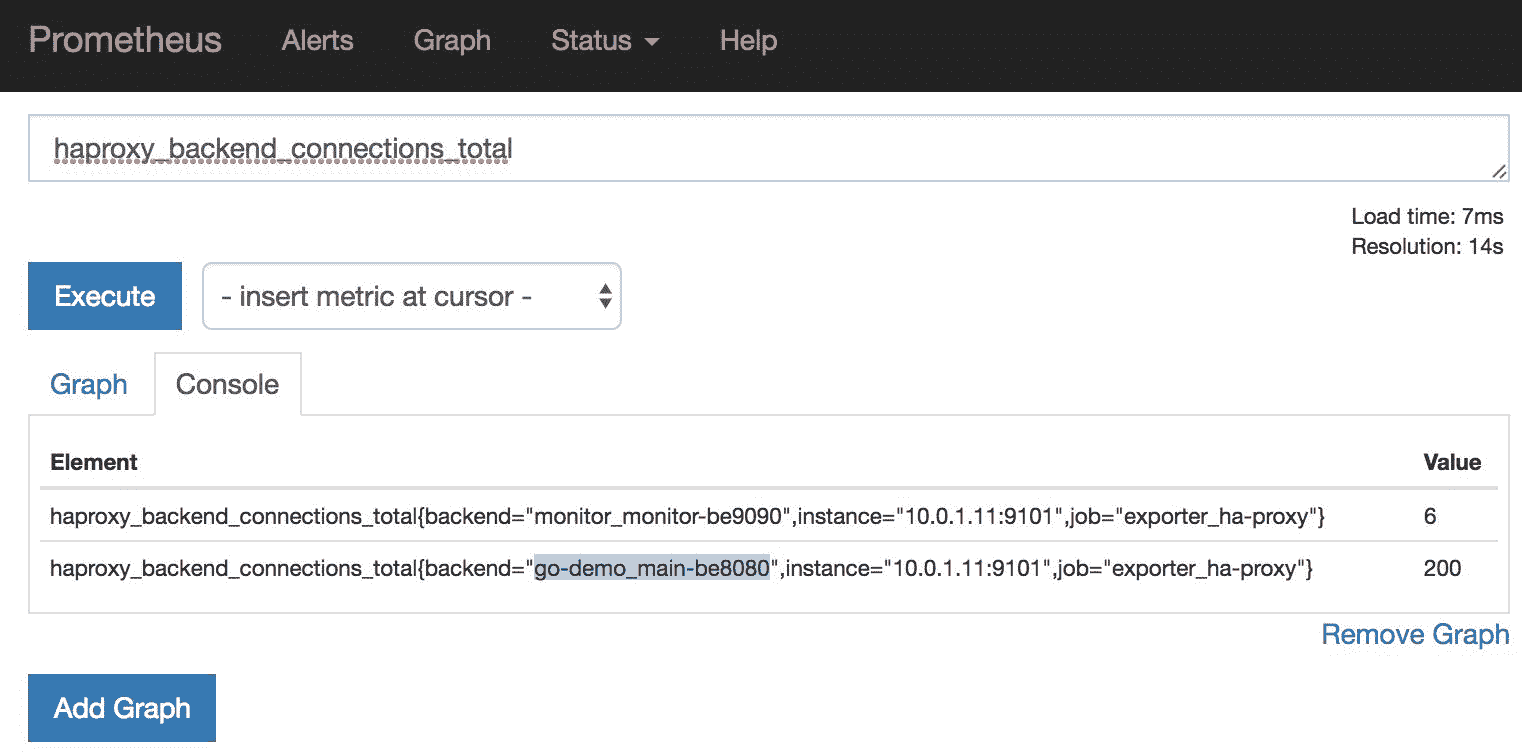 Prometheus Alerts Graph Status Help
haproxy_backend_connections_total
Load time: 7ms
Resolution: 14s
Execute - insert metric at cursor -
Graph Console
Element Value
haproxy_backend_connections_total{backend="monitor_monitor-be9090",instance="10.0.1.11:9101",job="exporter_ha-proxy"} 6
haproxy_backend_connections_total{backend="go-demo_main-be8080",instance="10.0.1.11:9101",job="exporter_ha-proxy"} 200
Remove Graph
Add Graph